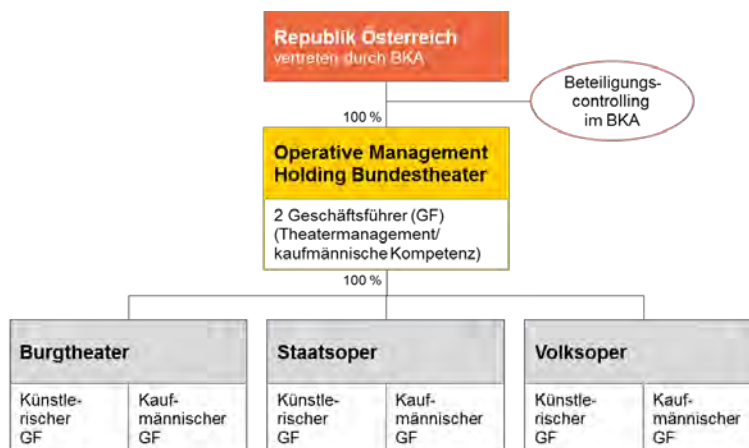 Republik Österreich
vertreten durch BKA
Beteiligungs-
controlling
im BKA
100 %
Operative Management
Holding Bundestheater
2 Geschäftsführer (GF)
(Theatermanagement/
kaufmännische Kompetenz)
100 %
Burgtheater
Künstle-
rischer
GF
Kauf-
männischer
GF
Staatsoper
Künstle-
rischer
GF
Kauf-
männischer
GF
Volksoper
Künstle-
rischer
GF
Kauf-
männischer
GF